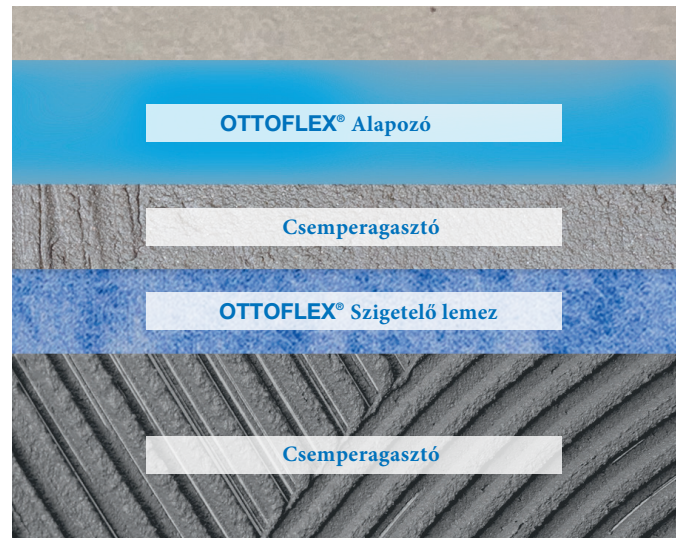 OTTOFLEX® Alapozó
Csemperagasztó
OTTOFLEX® Szigetelő lemez
Csemperagasztó